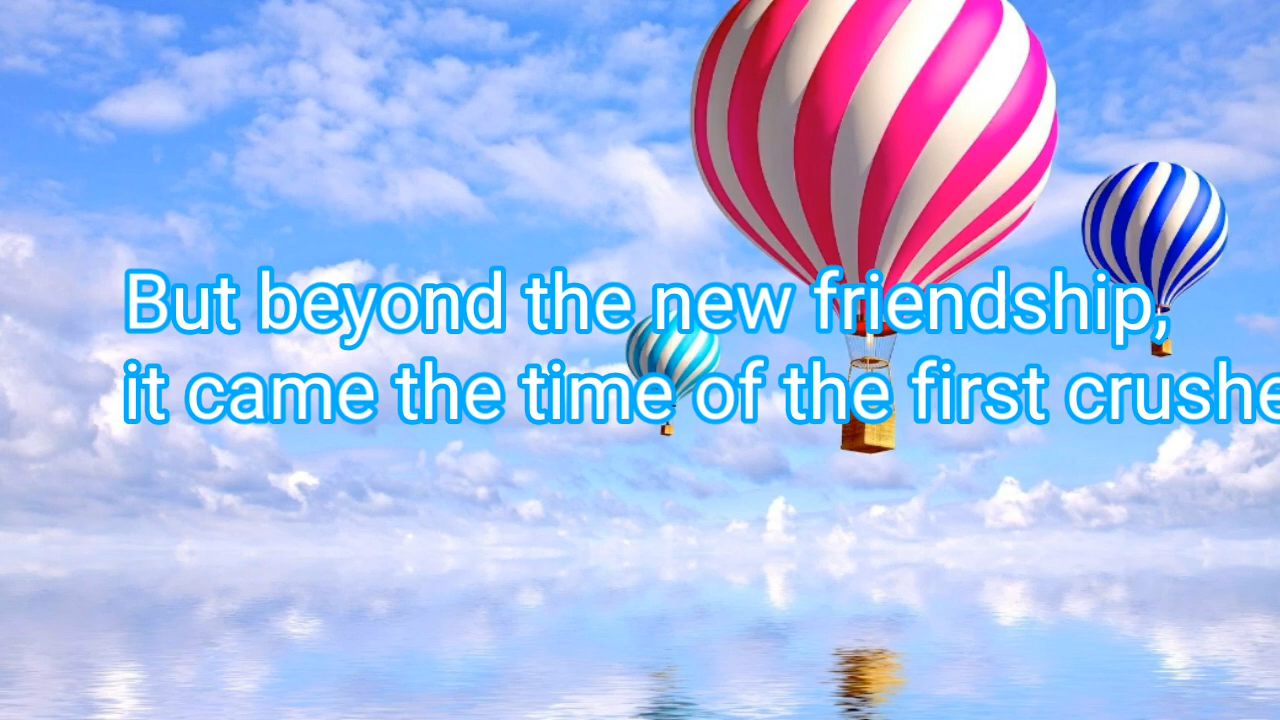 But beyond the new friendship,
it came the time of the first crushe